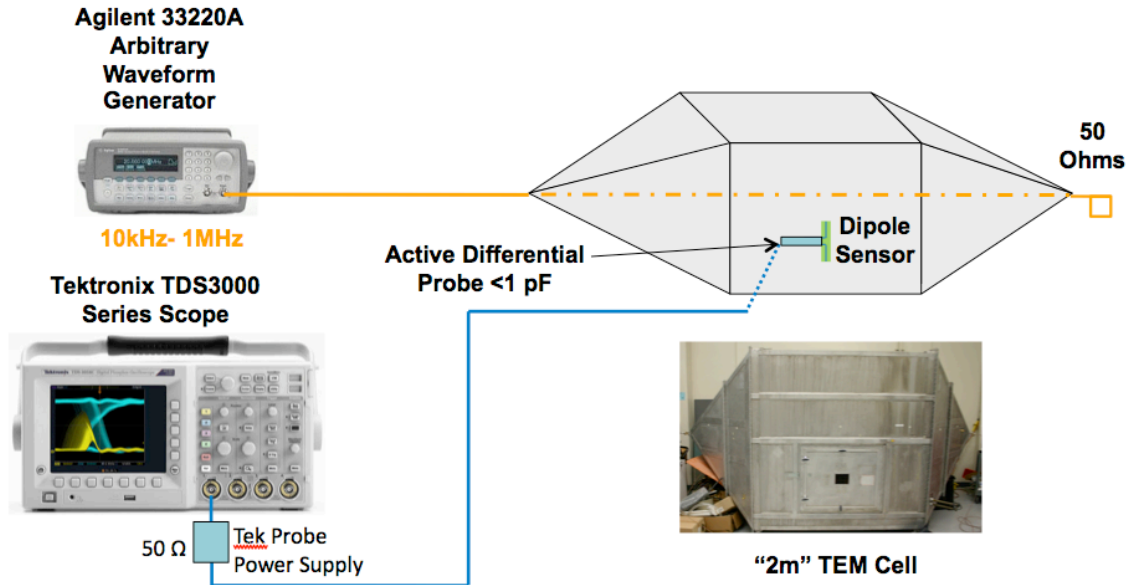 Agilent 33220A
Arbitrary
Waveform
Generator
10kHz- 1MHz
50
Ohms
Dipole
Sensor
Active Differential
Probe <1 pF
Tektronix TDS3000
Series Scope
Tektronix
50 Ω
Tek Probe
Power Supply
“2m” TEM Cell